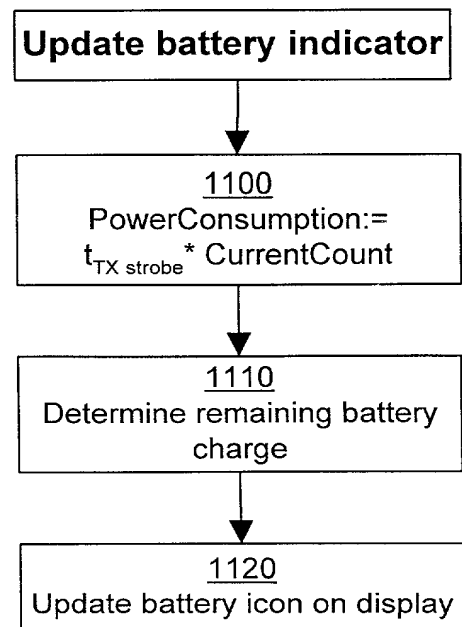 Update battery indicator
1100
PowerConsumption:=
tTX strobe* CurrentCount
1110
Determine remaining battery
charge
1120
Update battery icon on display